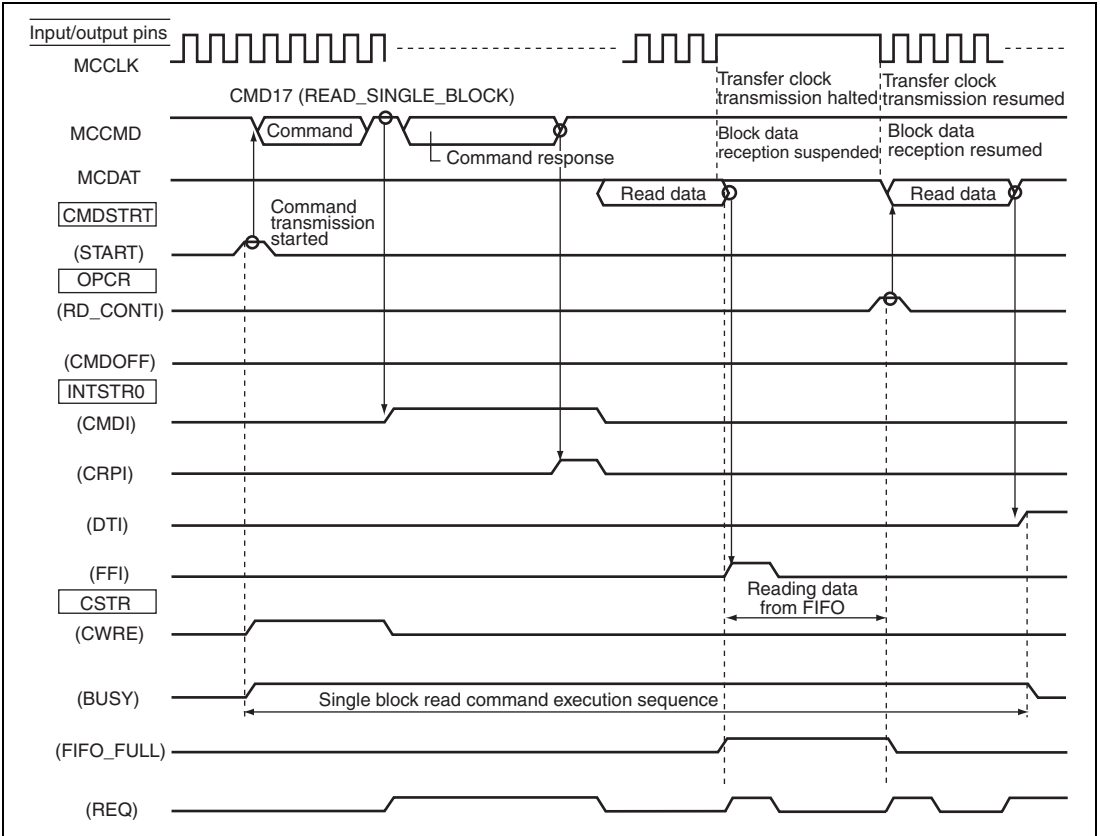 Input/output pins
MCCLK
Transfer clock
transmission halted
Transfer clock
transmission resumed
CMD17 (READ_SINGLE_BLOCK)
MCCMD
Command
Command response
Block data
reception suspended
Block data
reception resumed
MCDAT
Read data
Read data
CMDSTRT
Command
transmission
started
(START)
OPCR
(RD_CONTI)
(CMDOFF)
INTSTR0
(CMDI)
(CRPI)
(DTI)
(FFI)
Reading data
from FIFO
CSTR
(CWRE)
(BUSY)
Single block read command execution sequence
(FIFO_FULL)
(REQ)